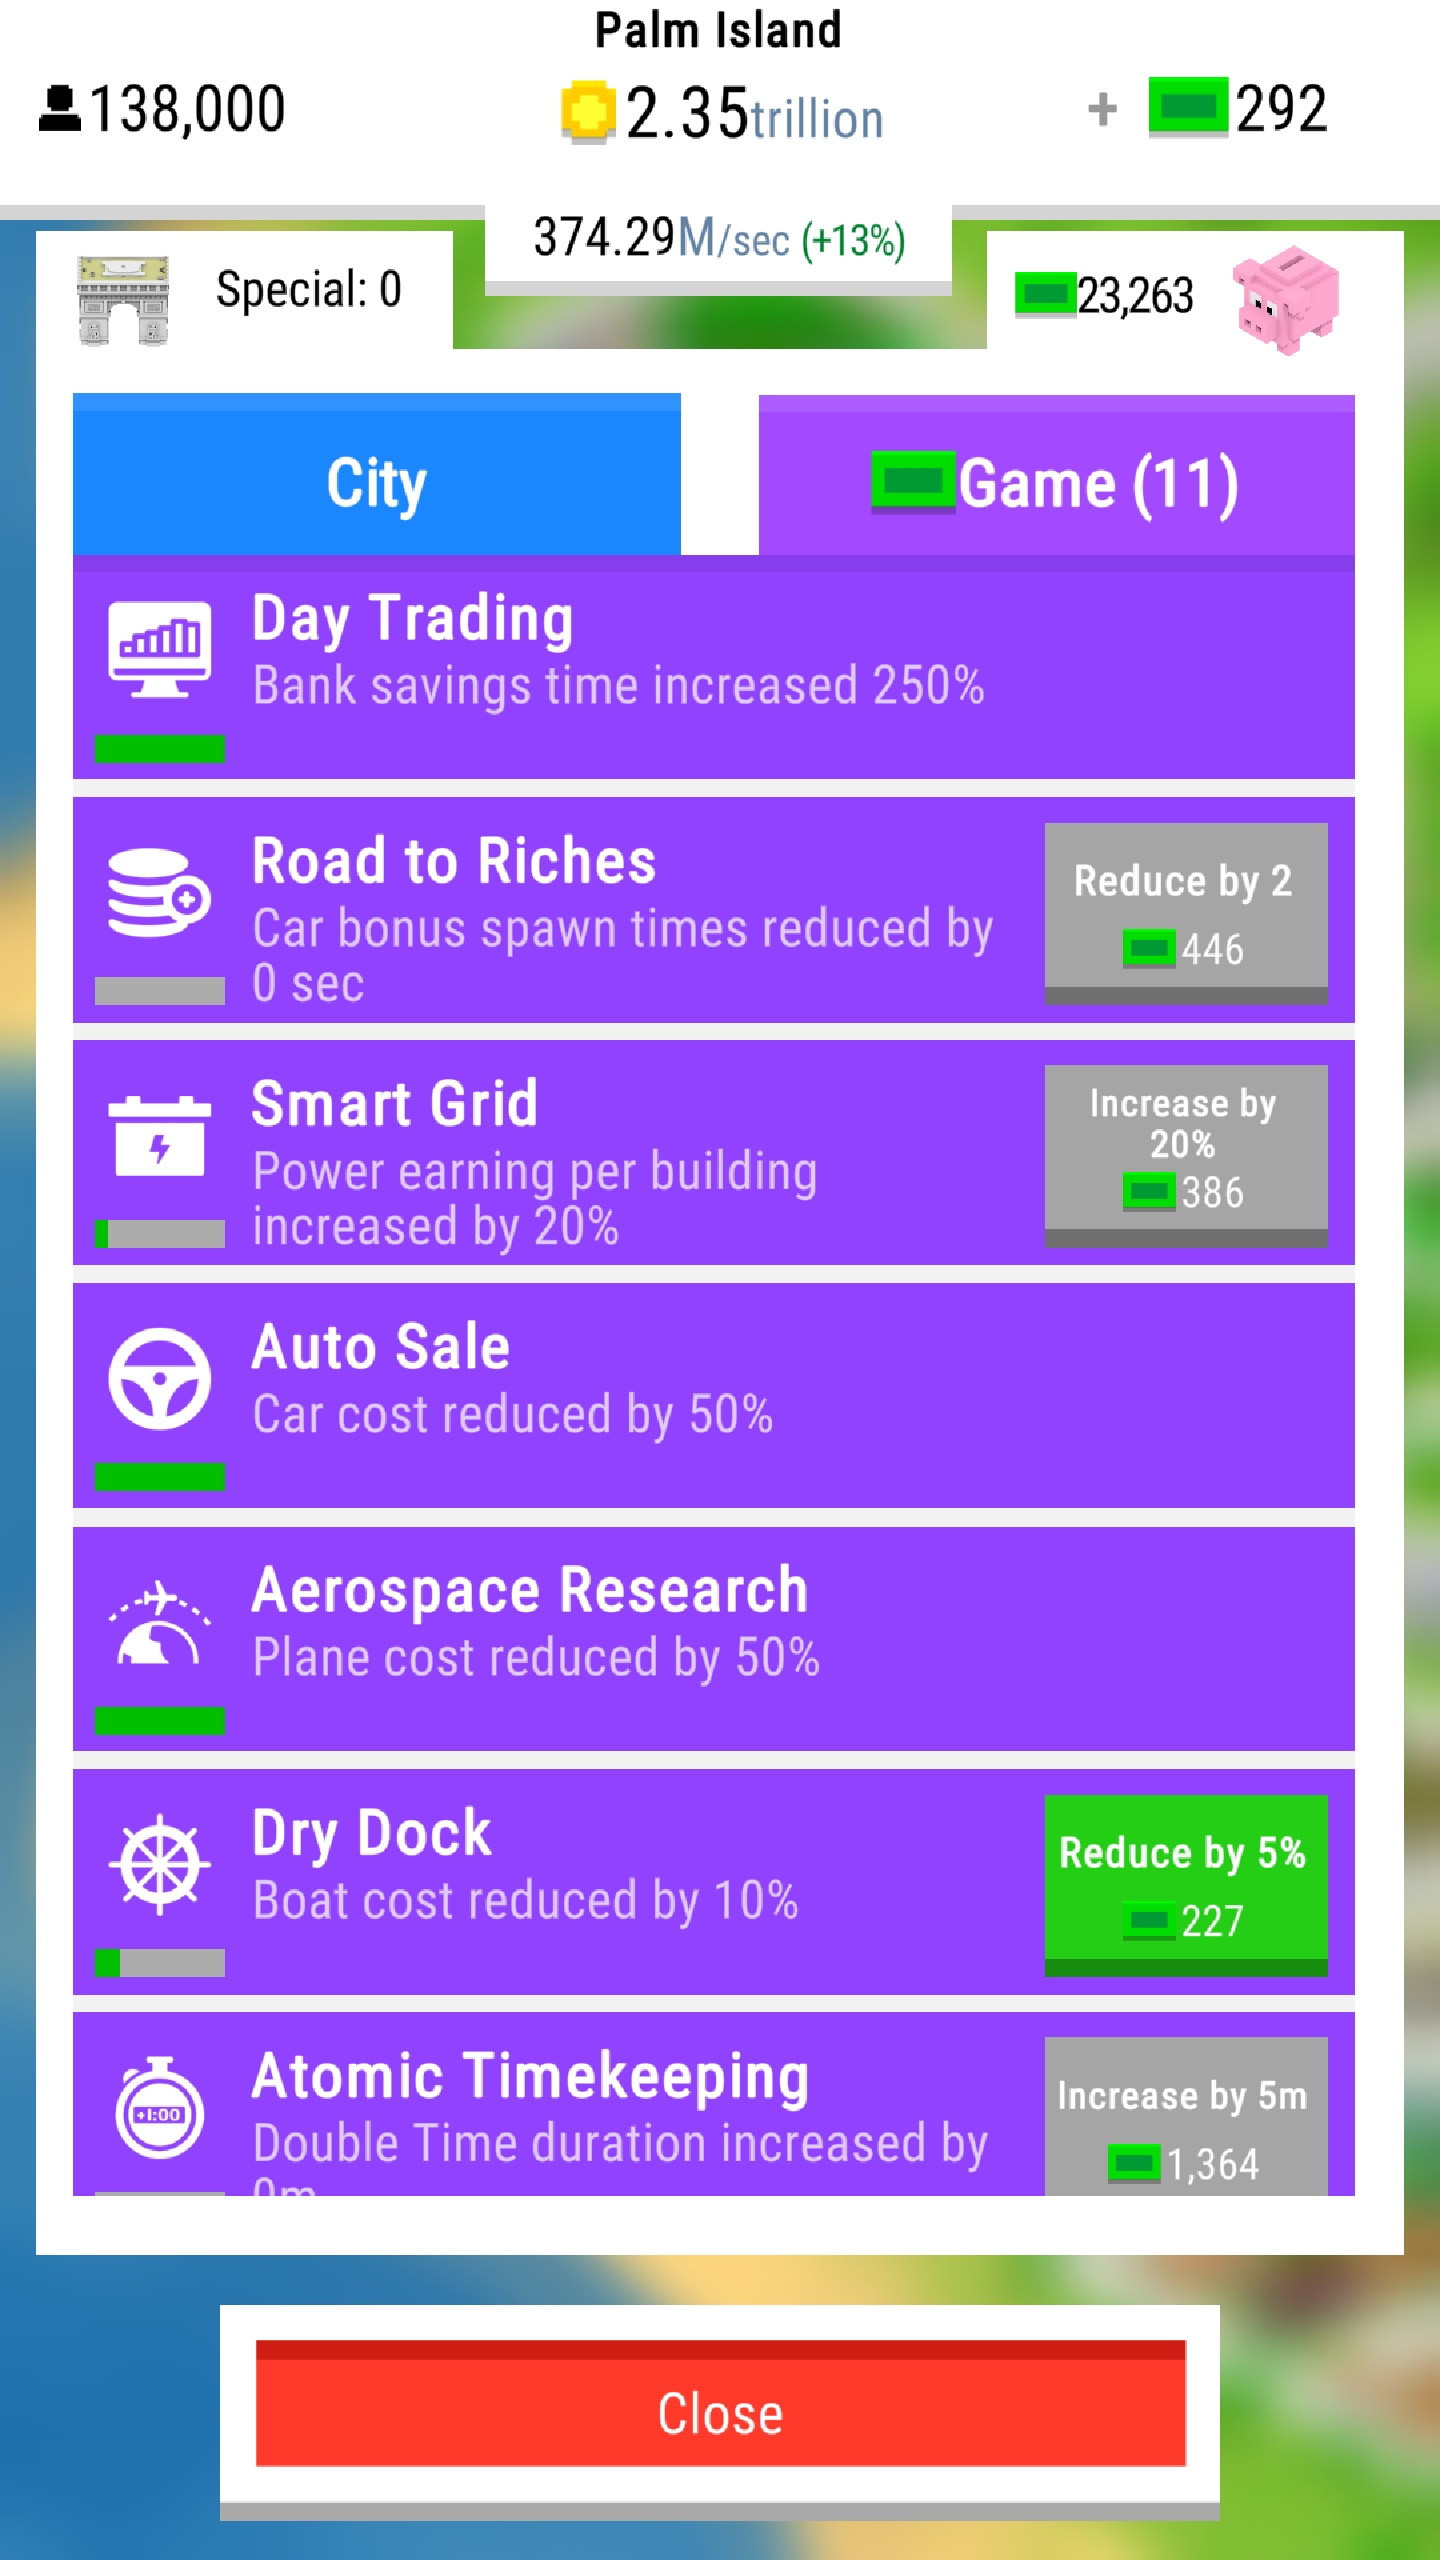 Palm Island
138,000
2.35trillion
+ 292
374.29M/sec (+13%)
Special: 0
23,263
City
Game (11)
Day Trading
Bank savings time increased 250%
Road to Riches
Car bonus spawn times reduced by
0 sec
Reduce by 2
446
Smart Grid
Power earning per building
increased by 20%
Increase by
20%
386
Auto Sale
Car cost reduced by 50%
Aerospace Research
Plane cost reduced by 50%
Dry Dock
Boat cost reduced by 10%
Reduce by 5%
227
+1:00
Atomic Timekeeping
Double Time duration increased by
0m
Increase by 5m
1,364
Close